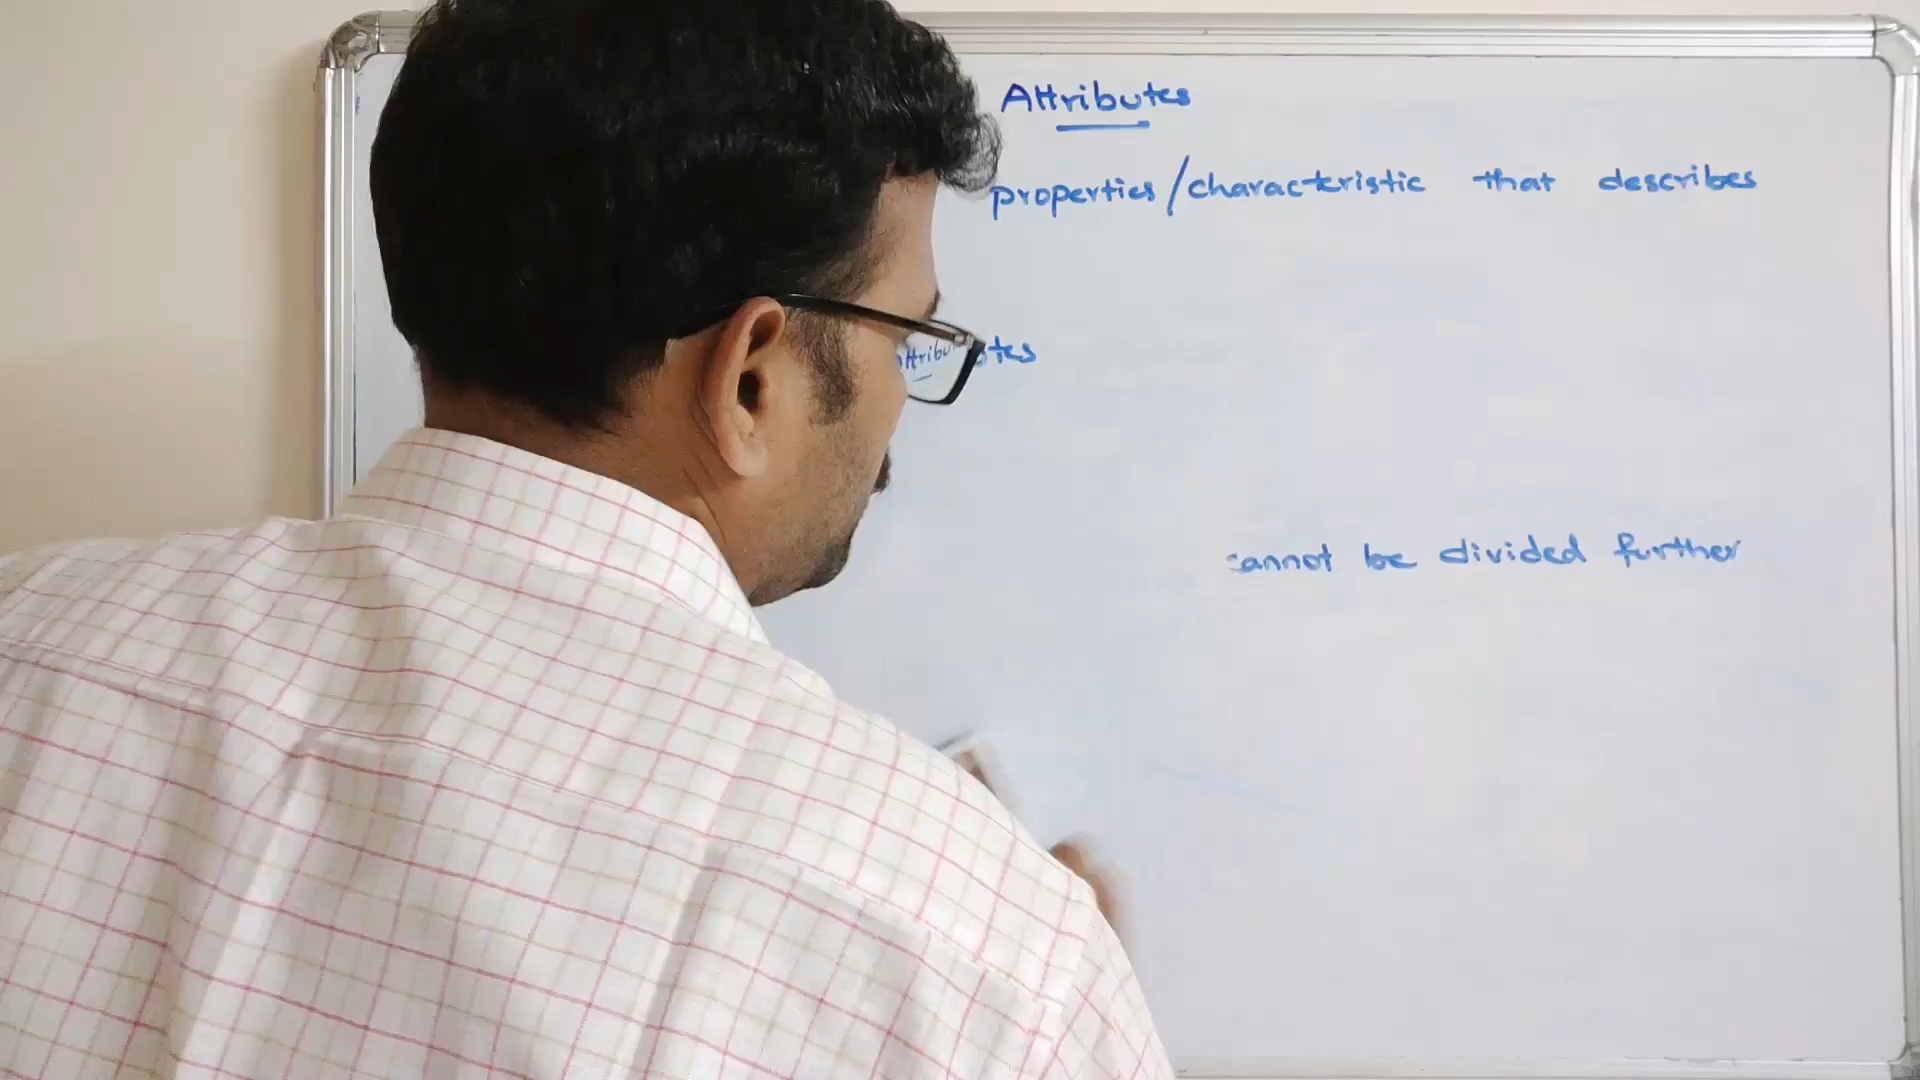 Attributes
properties/characteristic that describes
attributes
cannot be divided further